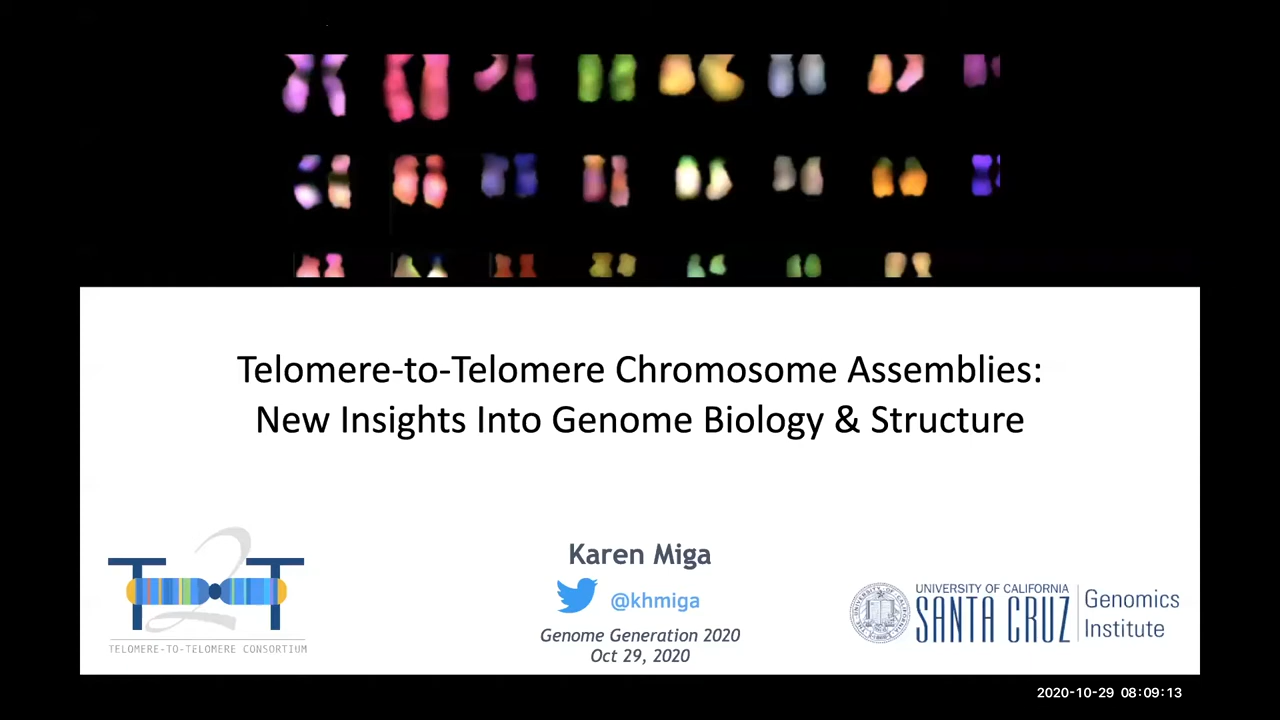 Telomere-to-Telomere Chromosome Assemblies:
New Insights Into Genome Biology & Structure
T2T
TELOMERE-TO-TELOMERE CONSORTIUM
Karen Miga
@khmiga
Genome Generation 2020
Oct 29, 2020
UNIVERSITY OF CALIFORNIA
SANTA CRUZ
Genomics
Institute
2020-10-29 08:09:13